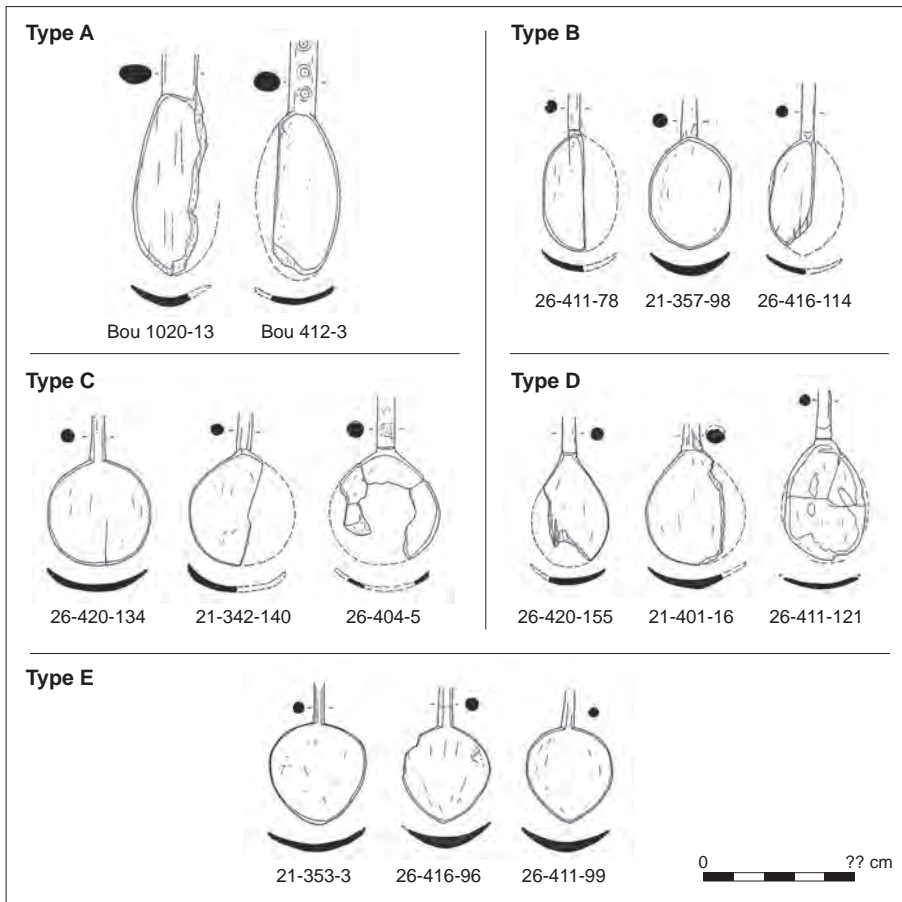 Type A
Type B
Bou 1020-13 Bou 412-3
26-411-78 21-357-98 26-416-114
Type C
Type D
26-420-134 21-342-140 26-404-5
26-420-155 21-401-16 26-411-121
Type E
21-353-3 26-416-96 26-411-99
0 ?? cm